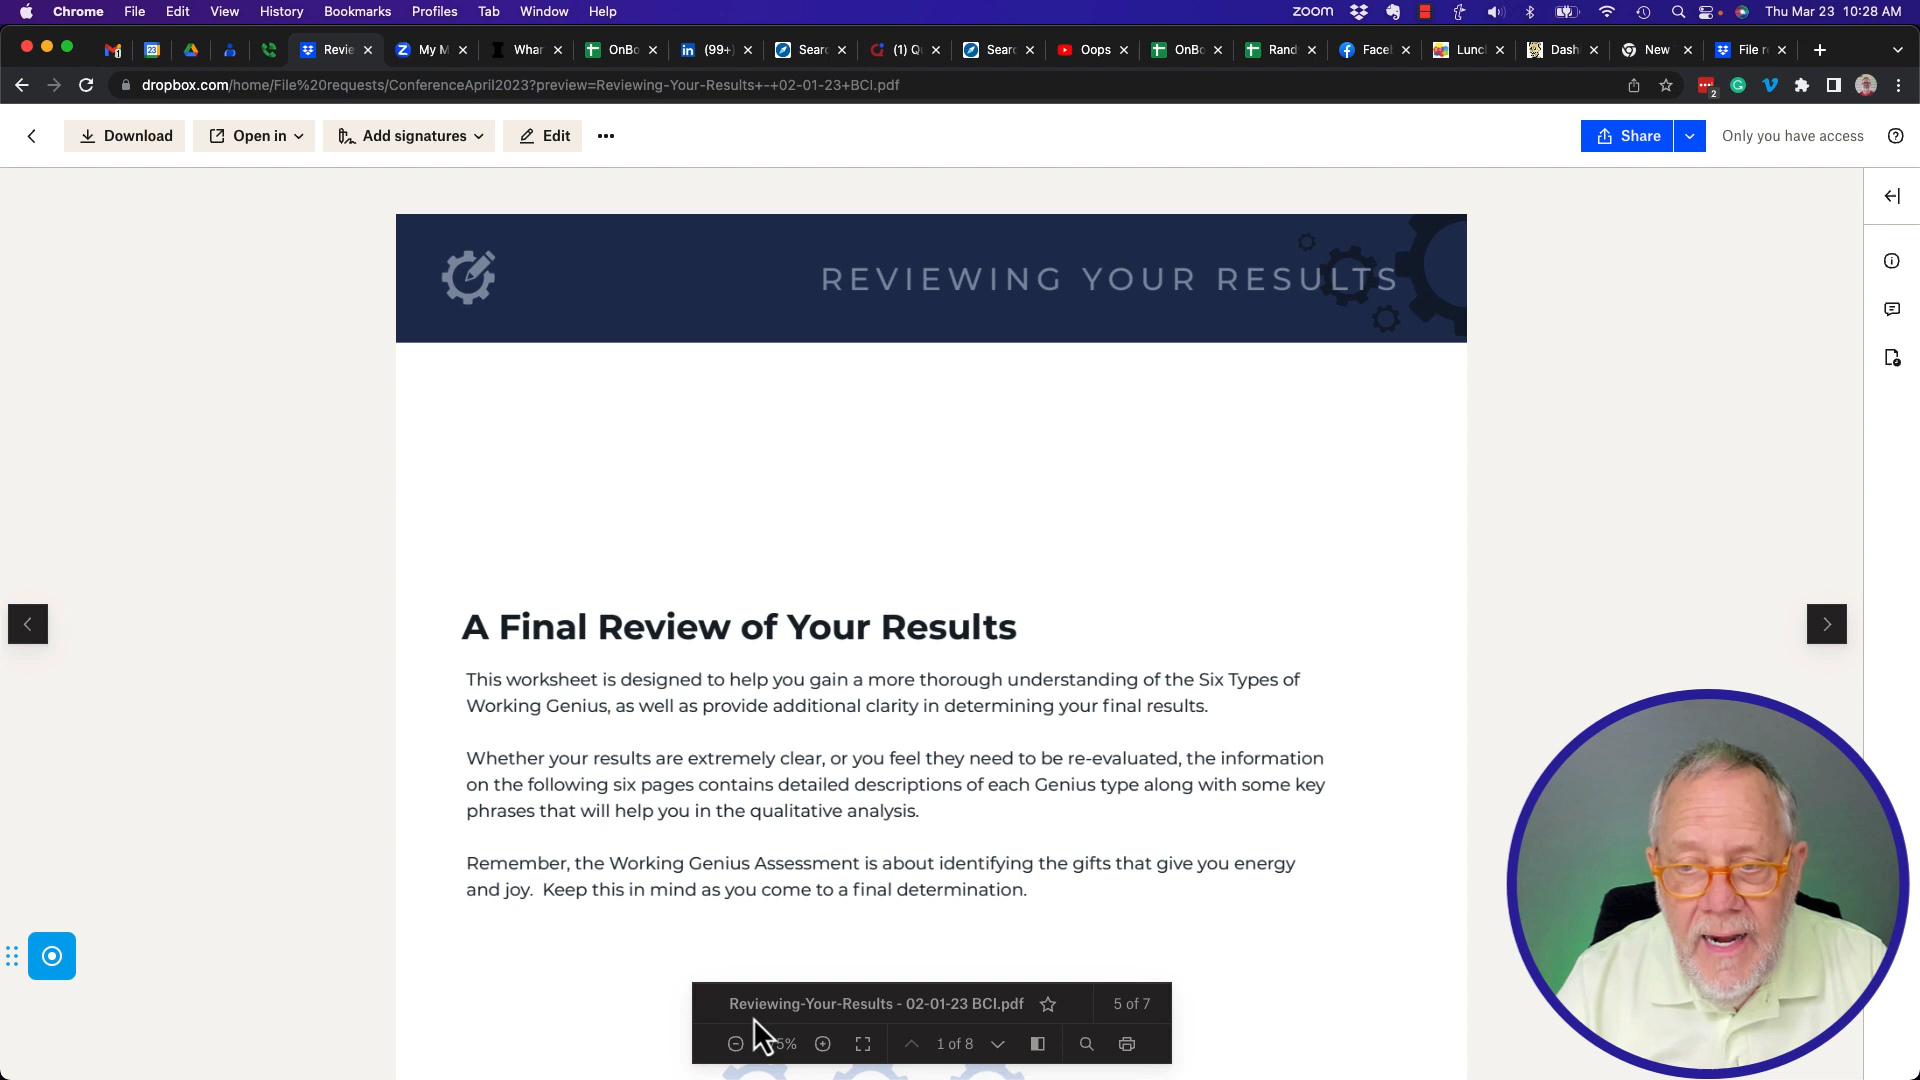 Chrome File Edit View History Bookmarks Profiles Tab Window Help zoom Thu Mar 23 10:28 AM
Revie My M Whar OnBo (99+) Searc (1) Q Searc Oops OnBo Rand Face Lunc Dash New File r
dropbox.com/home/File%20requests/ConferenceApril2023?preview=Reviewing-Your-Results+-+02-01-23+BCI.pdf 2
Download Open in Add signatures Edit Share Only you have access
REVIEWING YOUR RESULTS
A Final Review of Your Results
This worksheet is designed to help you gain a more thorough understanding of the Six Types of
Working Genius, as well as provide additional clarity in determining your final results.
Whether your results are extremely clear, or you feel they need to be re-evaluated, the information
on the following six pages contains detailed descriptions of each Genius type along with some key
phrases that will help you in the qualitative analysis.
Remember, the Working Genius Assessment is about identifying the gifts that give you energy
and joy. Keep this in mind as you come to a final determination.
Reviewing-Your-Results - 02-01-23 BCI.pdf 5 of 7
5% 1 of 8